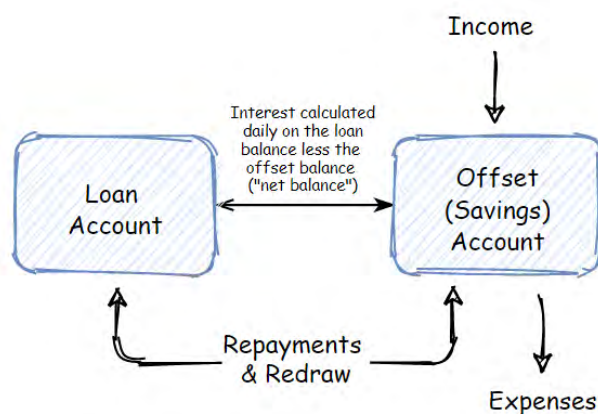 Income
Interest calculated
daily on the loan
balance less the
offset balance
("net balance")
Loan
Account
Offset
(Savings)
Account
Repayments
& Redraw
Expenses